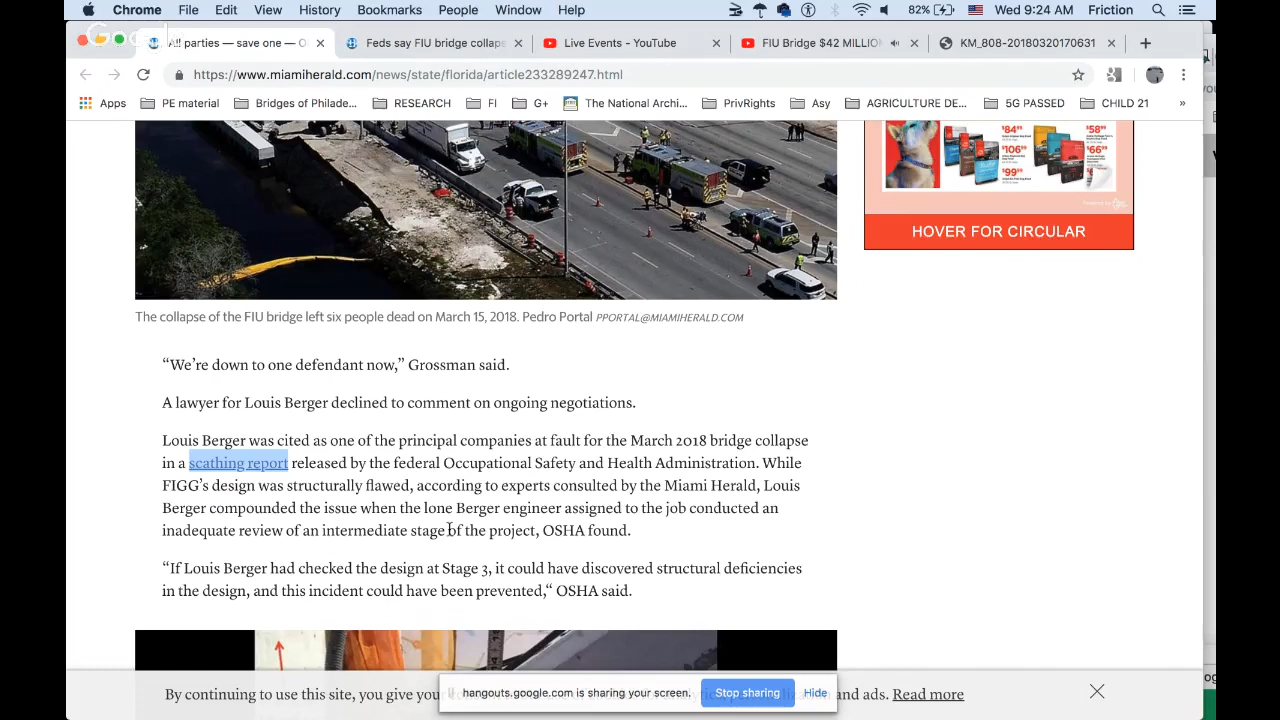 Chrome File Edit View History Bookmarks People Window Help 82% Wed 9:24 AM Friction
All parties — save one — O
Feds say FIU bridge collaps
Live Events - YouTube
FIU Bridge $42 MILLION
KM_808-20180320170631
https://www.miamiherald.com/news/state/florida/article233289247.html
Apps PE material Bridges of Philade... RESEARCH FI G+ The National Archi... PrivRights Asy AGRICULTURE DE... 5G PASSED CHILD 21 »
$84 $58
$106 $66
$99
HOVER FOR CIRCULAR
The collapse of the FIU bridge left six people dead on March 15, 2018. Pedro Portal PPORTAL@MIAMIHERALD.COM
“We’re down to one defendant now,” Grossman said.
A lawyer for Louis Berger declined to comment on ongoing negotiations.
Louis Berger was cited as one of the principal companies at fault for the March 2018 bridge collapse
in a scathing report released by the federal Occupational Safety and Health Administration. While
FIGG’s design was structurally flawed, according to experts consulted by the Miami Herald, Louis
Berger compounded the issue when the lone Berger engineer assigned to the job conducted an
inadequate review of an intermediate stage of the project, OSHA found.
“If Louis Berger had checked the design at Stage 3, it could have discovered structural deficiencies
in the design, and this incident could have been prevented,“ OSHA said.
By continuing to use this site, you give your and ads. Read more
hangouts.google.com is sharing your screen. Stop sharing Hide